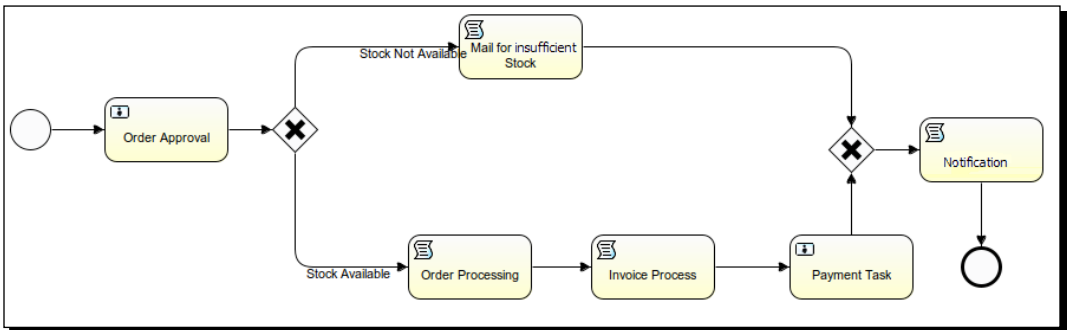 Stock Not Available
Mail for insufficient
Stock
Order Approval
Notification
Stock Available
Order Processing
Invoice Process
Payment Task